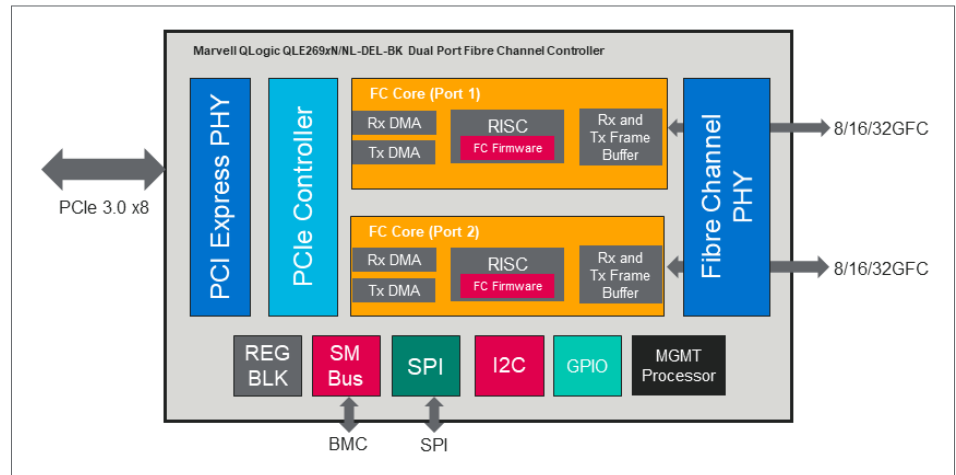 Marvell QLogic QLE269xN/NL-DEL-BK Dual Port Fibre Channel Controller
PCI Express PHY
PCIe Controller
FC Core (Port 1)
Rx DMA
Tx DMA
RISC
FC Firmware
Rx and
Tx Frame
Buffer
FC Core (Port 2)
Rx DMA
Tx DMA
RISC
FC Firmware
Rx and
Tx Frame
Buffer
Fibre Channel
PHY
8/16/32GFC
8/16/32GFC
PCIe 3.0 x8
REG
BLK
SM
Bus
SPI
I2C
GPIO
MGMT
Processor
BMC
SPI